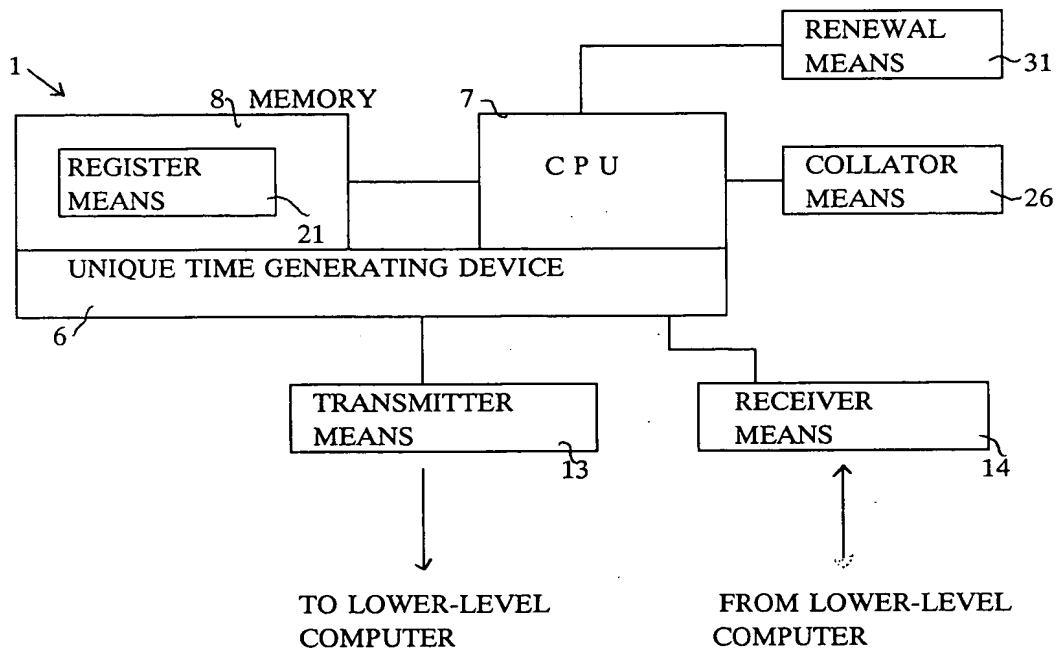 RENEWAL
MEANS
31
1
8 MEMORY
7
REGISTER
MEANS
21
C P U
COLLATOR
MEANS
26
UNIQUE TIME GENERATING DEVICE
6
TRANSMITTER
MEANS
13
RECEIVER
MEANS
14
TO LOWER-LEVEL
COMPUTER
FROM LOWER-LEVEL
COMPUTER